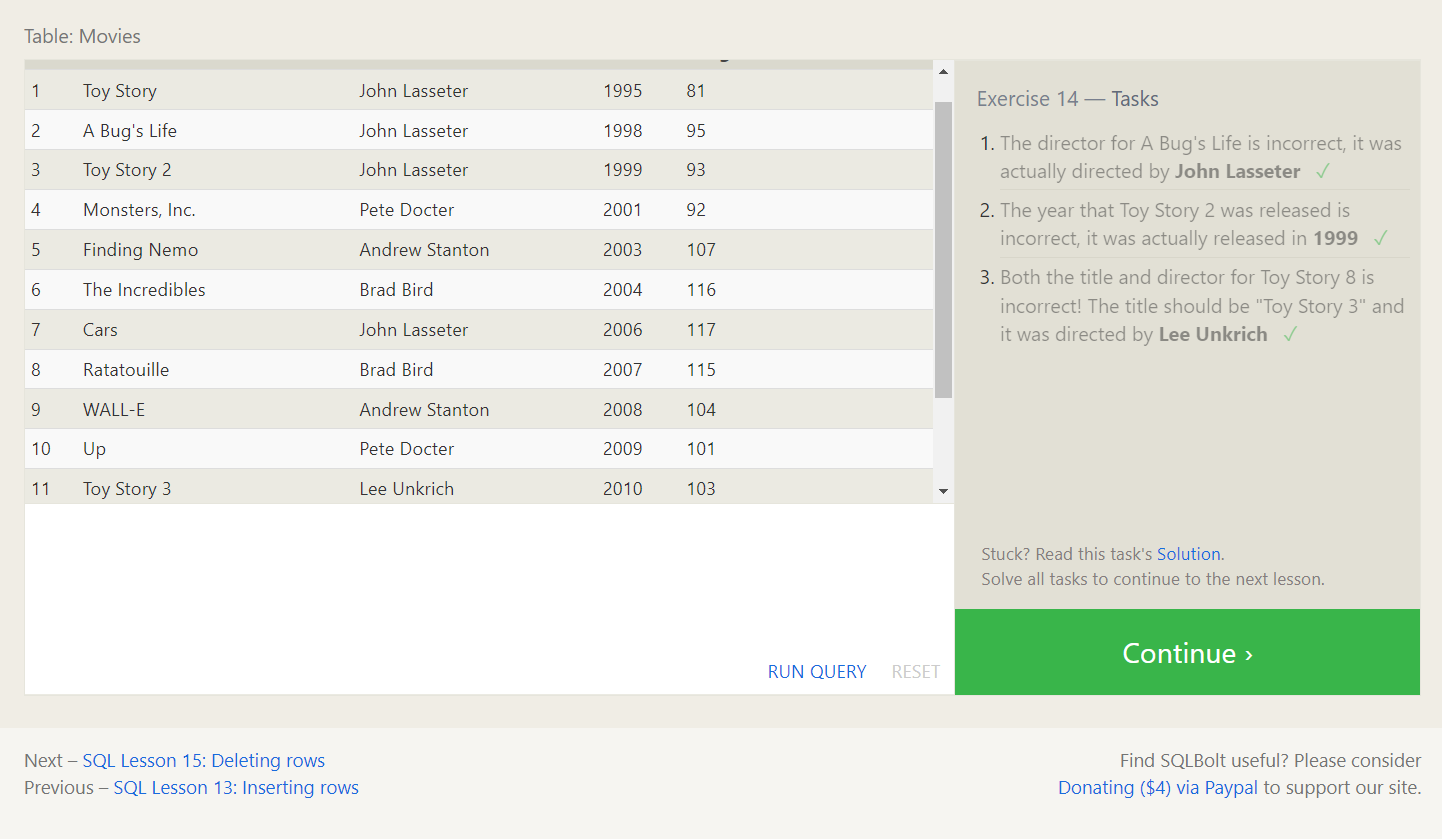 Table: Movies
1 Toy Story John Lasseter 1995 81
2 A Bug's Life John Lasseter 1998 95
3 Toy Story 2 John Lasseter 1999 93
4 Monsters, Inc. Pete Docter 2001 92
5 Finding Nemo Andrew Stanton 2003 107
6 The Incredibles Brad Bird 2004 116
7 Cars John Lasseter 2006 117
8 Ratatouille Brad Bird 2007 115
9 WALL-E Andrew Stanton 2008 104
10 Up Pete Docter 2009 101
11 Toy Story 3 Lee Unkrich 2010 103
RUN QUERY RESET
Exercise 14 — Tasks
1. The director for A Bug's Life is incorrect, it was
actually directed by John Lasseter ✓
2. The year that Toy Story 2 was released is
incorrect, it was actually released in 1999 ✓
3. Both the title and director for Toy Story 8 is
incorrect! The title should be "Toy Story 3" and
it was directed by Lee Unkrich ✓
Stuck? Read this task's Solution.
Solve all tasks to continue to the next lesson.
Continue ›
Next – SQL Lesson 15: Deleting rows
Previous – SQL Lesson 13: Inserting rows
Find SQLBolt useful? Please consider
Donating ($4) via Paypal to support our site.